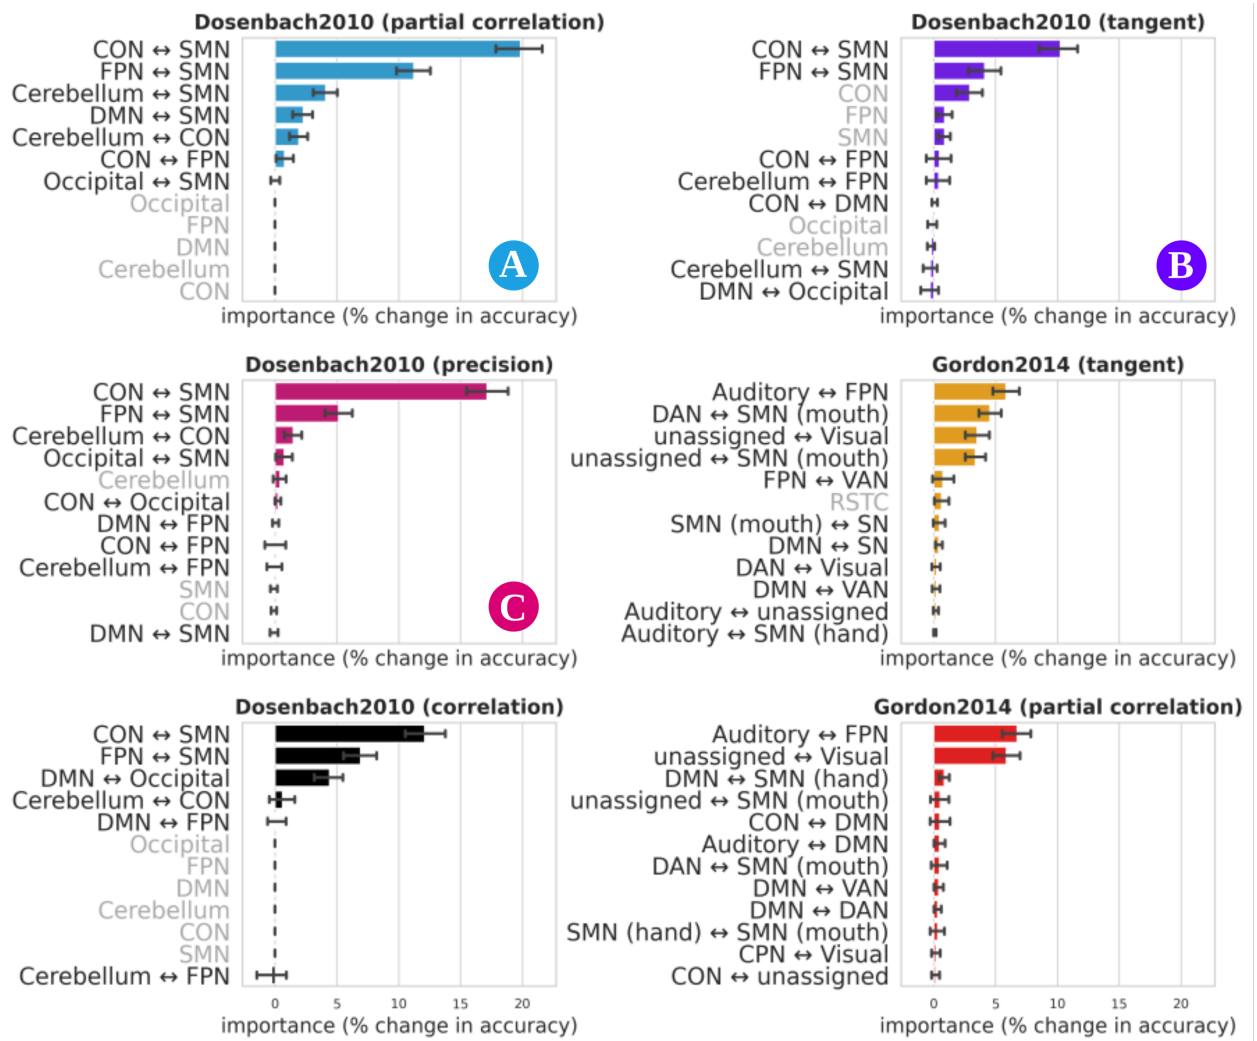 Dosenbach2010 (partial correlation)
CON ↔ SMN
FPN ↔ SMN
Cerebellum ↔ SMN
DMN ↔ SMN
Cerebellum ↔ CON
CON ↔ FPN
Occipital ↔ SMN
Occipital
FPN
DMN
Cerebellum
CON
A
importance (% change in accuracy)
Dosenbach2010 (tangent)
CON ↔ SMN
FPN ↔ SMN
CON
FPN
SMN
CON ↔ FPN
Cerebellum ↔ FPN
CON ↔ DMN
Occipital
Cerebellum
Cerebellum ↔ SMN
DMN ↔ Occipital
B
importance (% change in accuracy)
Dosenbach2010 (precision)
CON ↔ SMN
FPN ↔ SMN
Cerebellum ↔ CON
Occipital ↔ SMN
Cerebellum
CON ↔ Occipital
DMN ↔ FPN
CON ↔ FPN
Cerebellum ↔ FPN
SMN
CON
DMN ↔ SMN
C
importance (% change in accuracy)
Gordon2014 (tangent)
Auditory ↔ FPN
DAN ↔ SMN (mouth)
unassigned ↔ Visual
unassigned ↔ SMN (mouth)
FPN ↔ VAN
RSTC
SMN (mouth) ↔ SN
DMN ↔ SN
DAN ↔ Visual
DMN ↔ VAN
Auditory ↔ unassigned
Auditory ↔ SMN (hand)
importance (% change in accuracy)
Dosenbach2010 (correlation)
CON ↔ SMN
FPN ↔ SMN
DMN ↔ Occipital
Cerebellum ↔ CON
DMN ↔ FPN
Occipital
FPN
DMN
Cerebellum
CON
SMN
Cerebellum ↔ FPN
0 5 10 15 20
importance (% change in accuracy)
Gordon2014 (partial correlation)
Auditory ↔ FPN
unassigned ↔ Visual
DMN ↔ SMN (hand)
unassigned ↔ SMN (mouth)
CON ↔ DMN
Auditory ↔ DMN
DAN ↔ SMN (mouth)
DMN ↔ VAN
DMN ↔ DAN
SMN (hand) ↔ SMN (mouth)
CPN ↔ Visual
CON ↔ unassigned
0 5 10 15 20
importance (% change in accuracy)